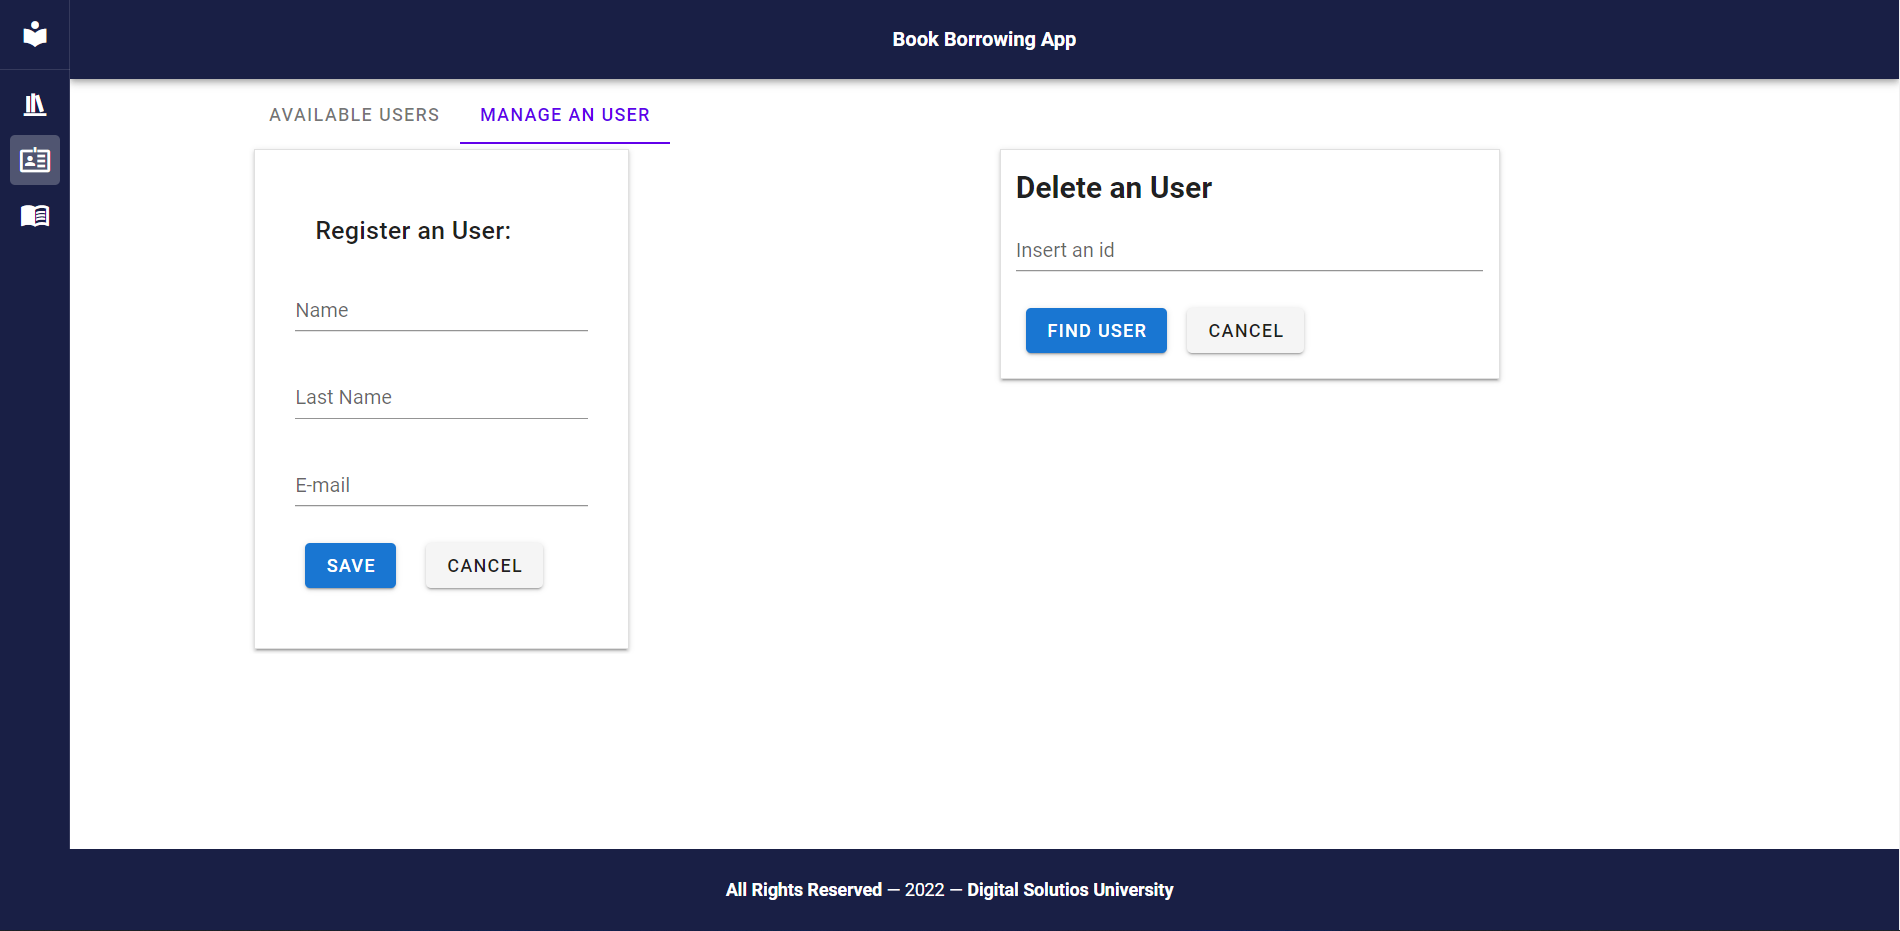 Book Borrowing App
AVAILABLE USERS
MANAGE AN USER
Register an User:
Name
Last Name
E-mail
SAVE
CANCEL
Delete an User
Insert an id
FIND USER
CANCEL
All Rights Reserved — 2022 — Digital Solutios University